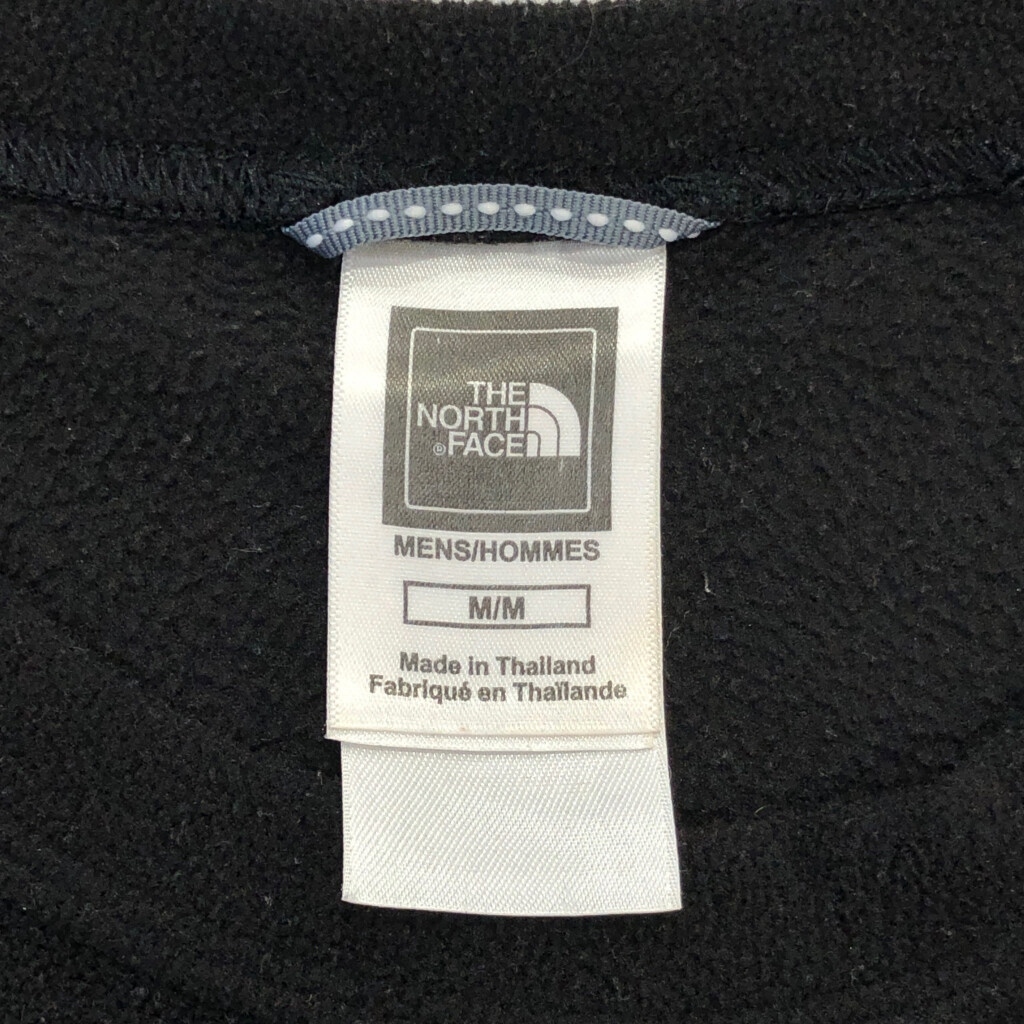 THE
NORTH
®FACE
MENS/HOMMES
M/M
Made in Thailand
Fabriqué en Thaïlande